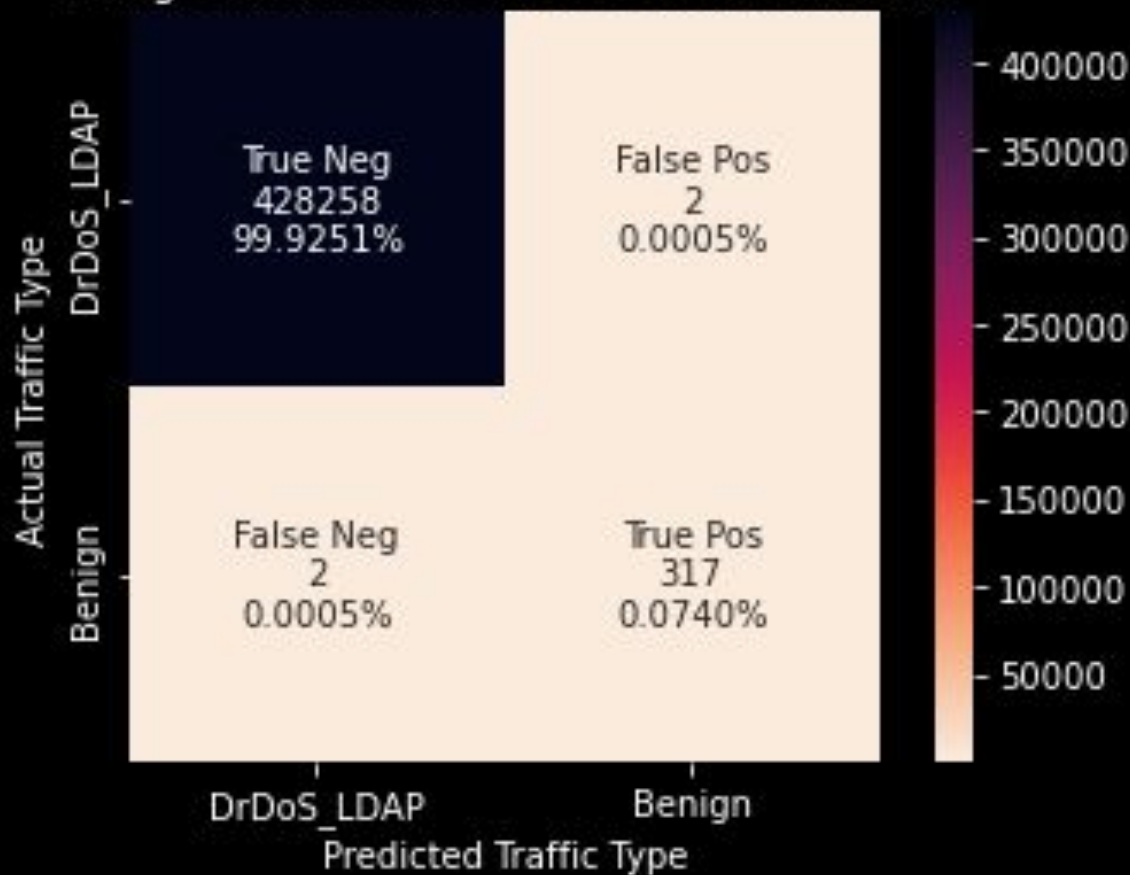 Actual Traffic Type
DrDoS_LDAP
Benign
True Neg
428258
99.9251%
False Pos
2
0.0005%
False Neg
2
0.0005%
True Pos
317
0.0740%
DrDoS_LDAP
Benign
Predicted Traffic Type
400000
350000
300000
250000
200000
150000
100000
50000